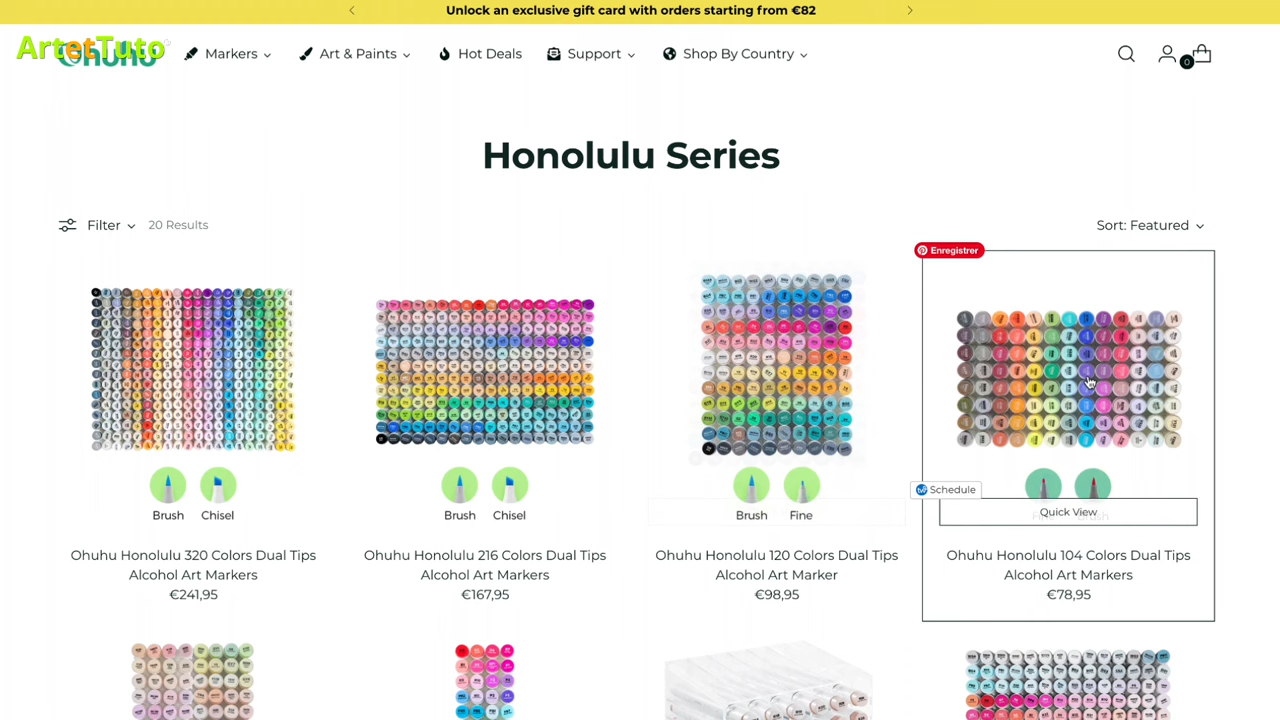 Unlock an exclusive gift card with orders starting from €82
ArtetTuto
Ohuhu
Markers
Art & Paints
Hot Deals
Support
Shop By Country
0
Honolulu Series
Filter
20 Results
Sort: Featured
Enregistrer
Brush
Chisel
Brush
Chisel
Brush
Fine
Schedule
Quick View
Fine
Brush
Ohuhu Honolulu 320 Colors Dual Tips
Alcohol Art Markers
€241,95
Ohuhu Honolulu 216 Colors Dual Tips
Alcohol Art Markers
€167,95
Ohuhu Honolulu 120 Colors Dual Tips
Alcohol Art Marker
€98,95
Ohuhu Honolulu 104 Colors Dual Tips
Alcohol Art Markers
€78,95